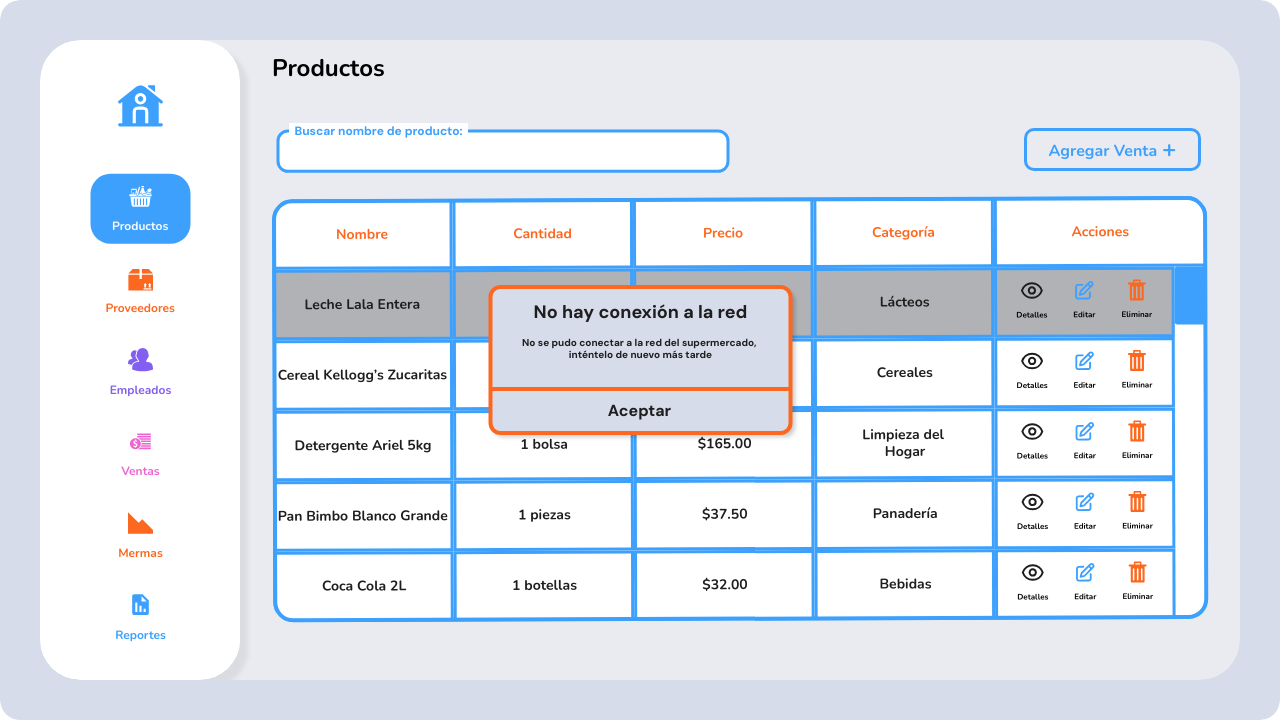 Productos
Buscar nombre de producto:
Agregar Venta +
Productos
Proveedores
Empleados
Ventas
Mermas
Reportes
Nombre Cantidad Precio Categoría Acciones
Leche Lala Entera Lácteos Detalles Editar Eliminar
Cereal Kellogg's Zucaritas Cereales Detalles Editar Eliminar
Detergente Ariel 5kg 1 bolsa $165.00 Limpieza del
Hogar Detalles Editar Eliminar
Pan Bimbo Blanco Grande 1 piezas $37.50 Panadería Detalles Editar Eliminar
Coca Cola 2L 1 botellas $32.00 Bebidas Detalles Editar Eliminar
No hay conexión a la red
No se pudo conectar a la red del supermercado,
inténtelo de nuevo más tarde
Aceptar